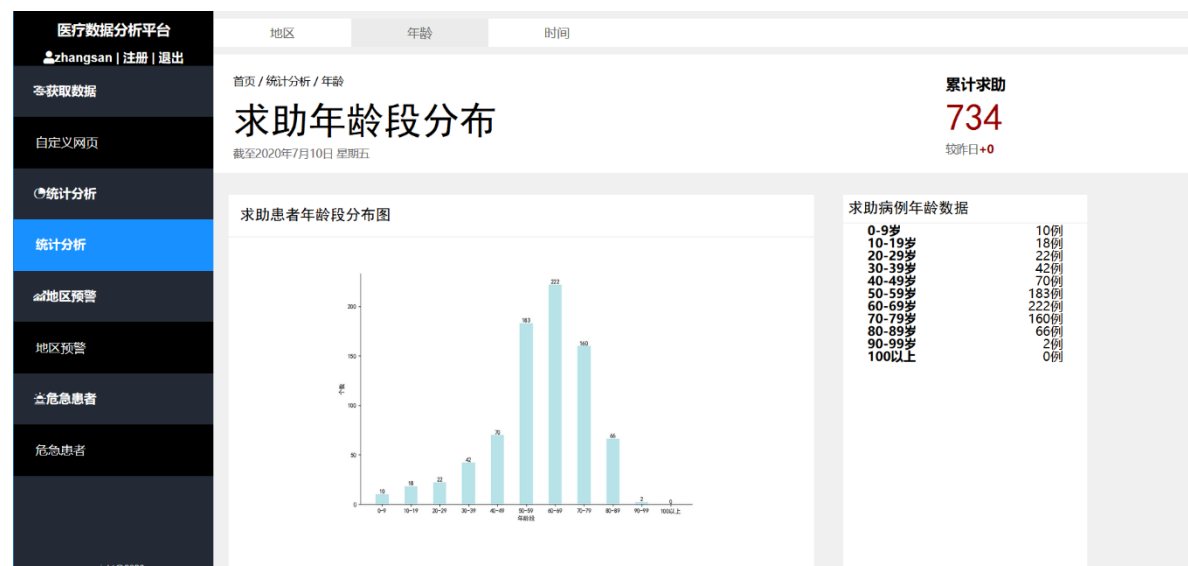 医疗数据分析平台
zhangsan | 注册 | 退出
获取数据
自定义网页
统计分析
统计分析
地区预警
地区预警
危急患者
危急患者
地区 年龄 时间
首页 / 统计分析 / 年龄
求助年龄段分布
截至2020年7月10日 星期五
累计求助
734
较昨日+0
求助患者年龄段分布图
222
200
183
160
150
个数
100
70
66
50
42
22
18
10
2
0
0
0-9 10-19 20-29 30-39 40-49 50-59 60-69 70-79 80-89 90-99 100以上
年龄段
求助病例年龄数据
0-9岁 10例
10-19岁 18例
20-29岁 22例
30-39岁 42例
40-49岁 70例
50-59岁 183例
60-69岁 222例
70-79岁 160例
80-89岁 66例
90-99岁 2例
100以上 0例